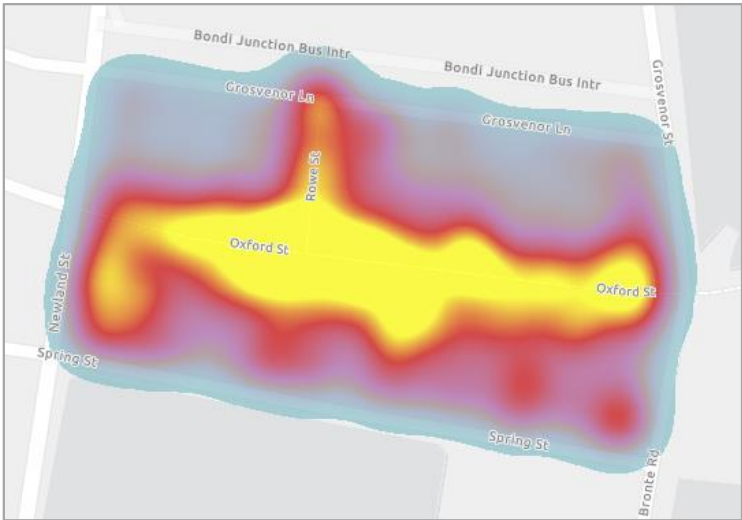 Bondi Junction Bus Intr
Bondi Junction Bus Intr
Grosvenor St
Grosvenor Ln
Grosvenor Ln
Rowe St
Oxford St
Oxford St
Newland St
Spring St
Spring St
Bronte Rd